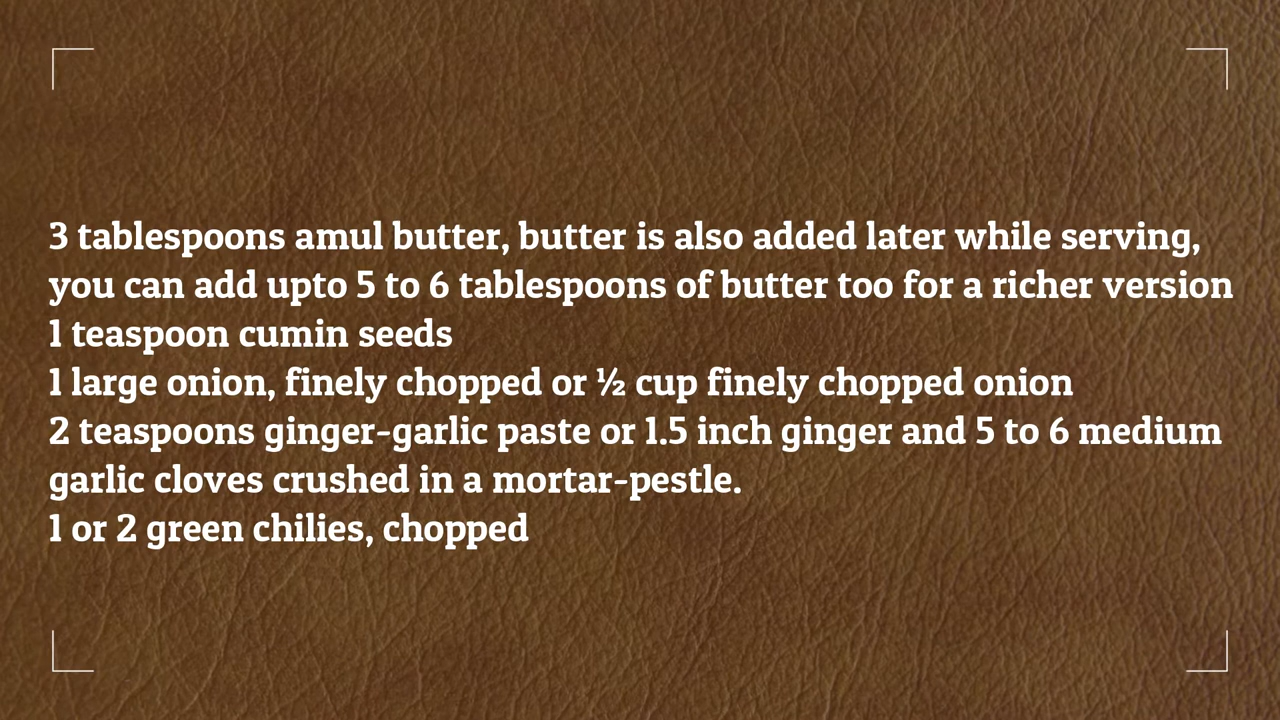 3 tablespoons amul butter, butter is also added later while serving,
you can add upto 5 to 6 tablespoons of butter too for a richer version
1 teaspoon cumin seeds
1 large onion, finely chopped or ½ cup finely chopped onion
2 teaspoons ginger-garlic paste or 1.5 inch ginger and 5 to 6 medium
garlic cloves crushed in a mortar-pestle.
1 or 2 green chilies, chopped